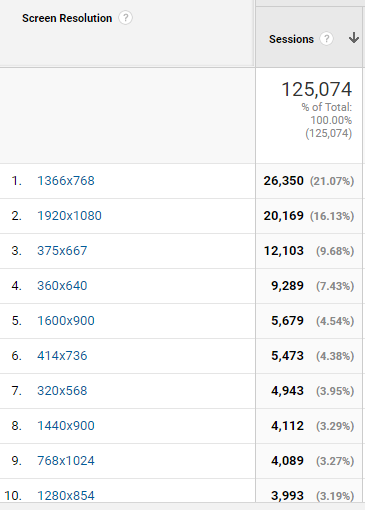 Screen Resolution ?
Sessions ?
125,074
% of Total:
100.00%
(125,074)
1. 1366x768 26,350 (21.07%)
2. 1920x1080 20,169 (16.13%)
3. 375x667 12,103 (9.68%)
4. 360x640 9,289 (7.43%)
5. 1600x900 5,679 (4.54%)
6. 414x736 5,473 (4.38%)
7. 320x568 4,943 (3.95%)
8. 1440x900 4,112 (3.29%)
9. 768x1024 4,089 (3.27%)
10. 1280x854 3,993 (3.19%)